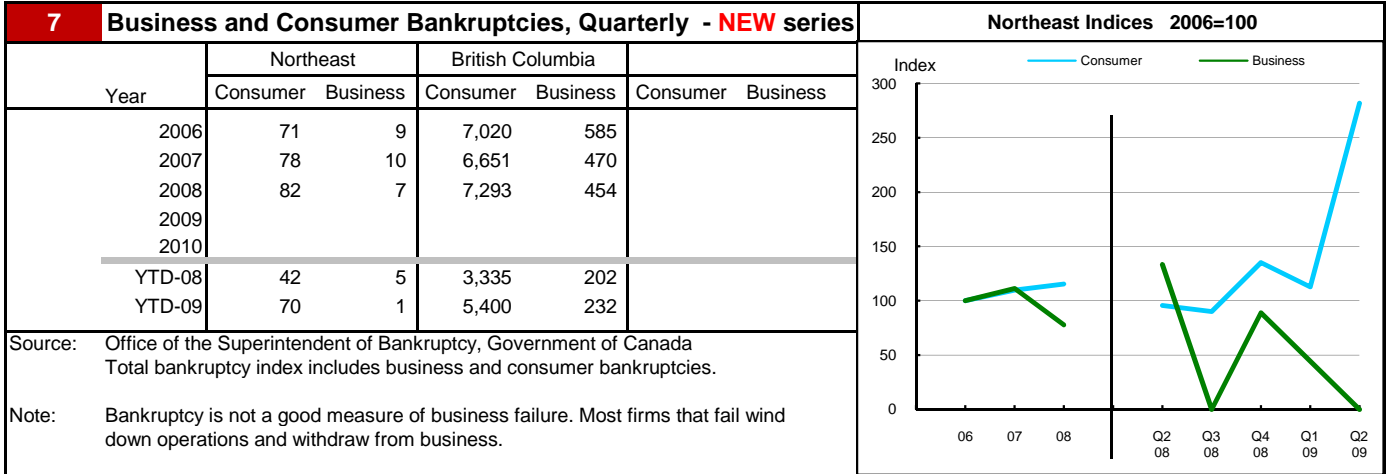 7 Business and Consumer Bankruptcies, Quarterly - NEW series
Northeast British Columbia
Year Consumer Business Consumer Business Consumer Business
2006 71 9 7,020 585
2007 78 10 6,651 470
2008 82 7 7,293 454
2009
2010
YTD-08 42 5 3,335 202
YTD-09 70 1 5,400 232
Source: Office of the Superintendent of Bankruptcy, Government of Canada
Total bankruptcy index includes business and consumer bankruptcies.
Note: Bankruptcy is not a good measure of business failure. Most firms that fail wind
down operations and withdraw from business.
Northeast Indices 2006=100
Index Consumer Business
300
250
200
150
100
50
0
06 07 08 Q2 Q3 Q4 Q1 Q2
08 08 08 09 09